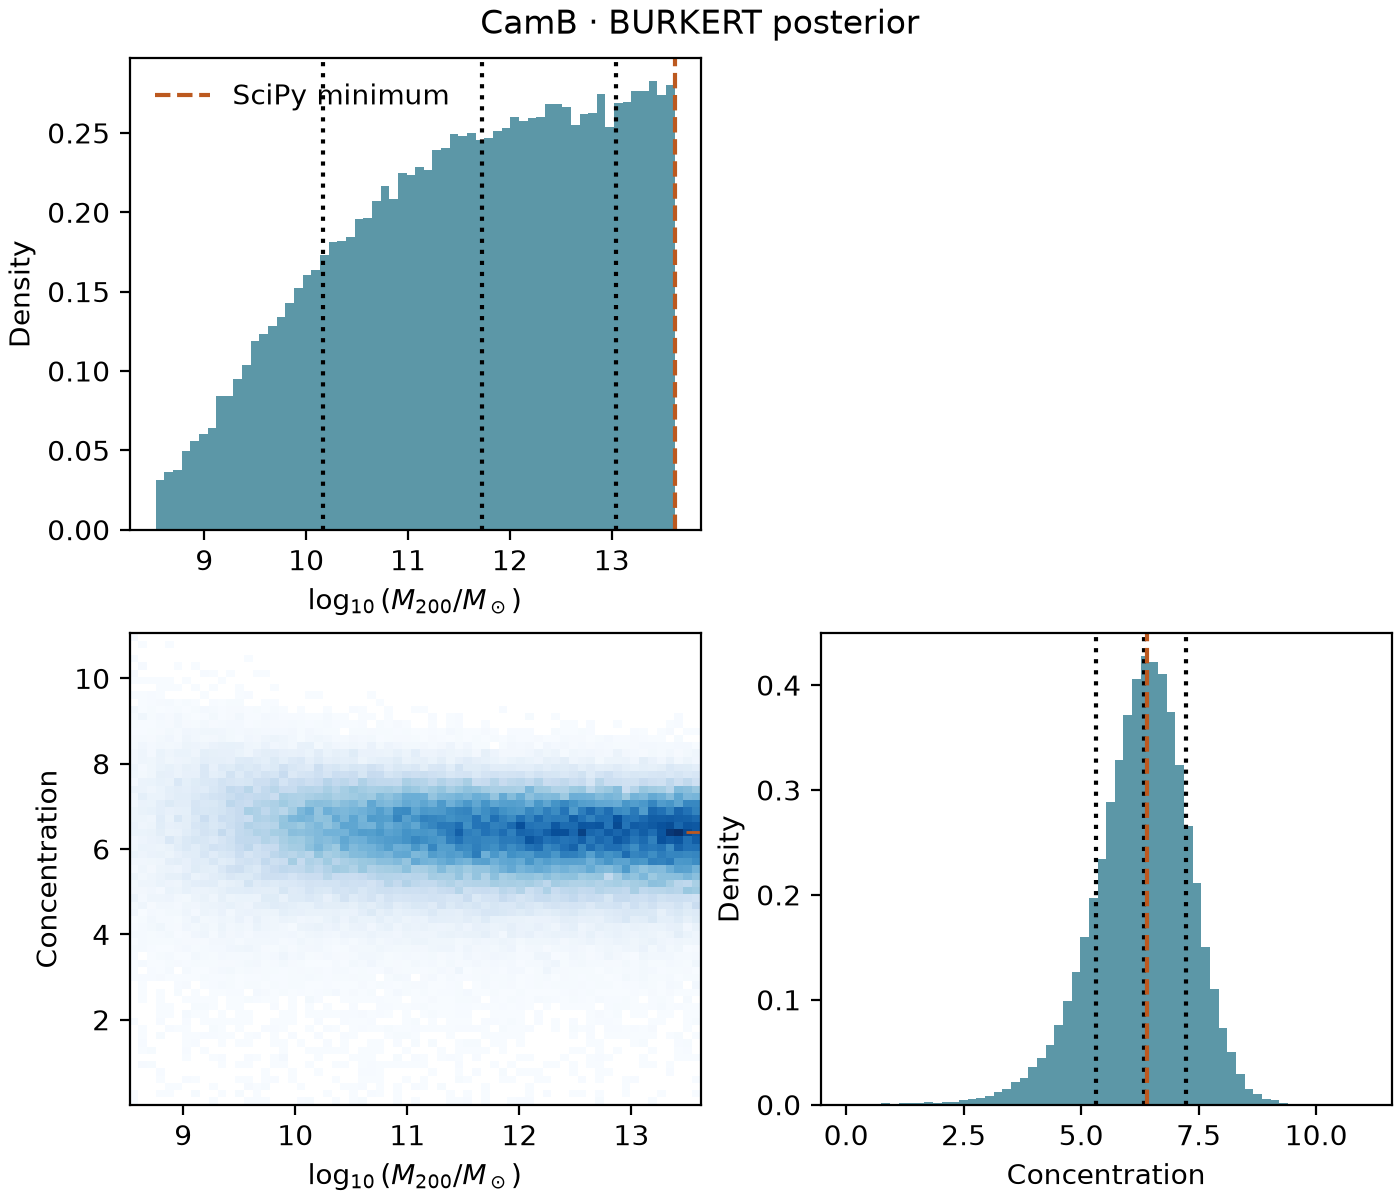 CamB · BURKERT posterior
SciPy minimum
0.25
0.20
0.15
0.10
0.05
0.00
Density
9 10 11 12 13
log₁₀(M₂₀₀/M⊙)
10
8
6
4
2
Concentration
9 10 11 12 13
log₁₀(M₂₀₀/M⊙)
0.4
0.3
0.2
0.1
0.0
Density
0.0 2.5 5.0 7.5 10.0
Concentration